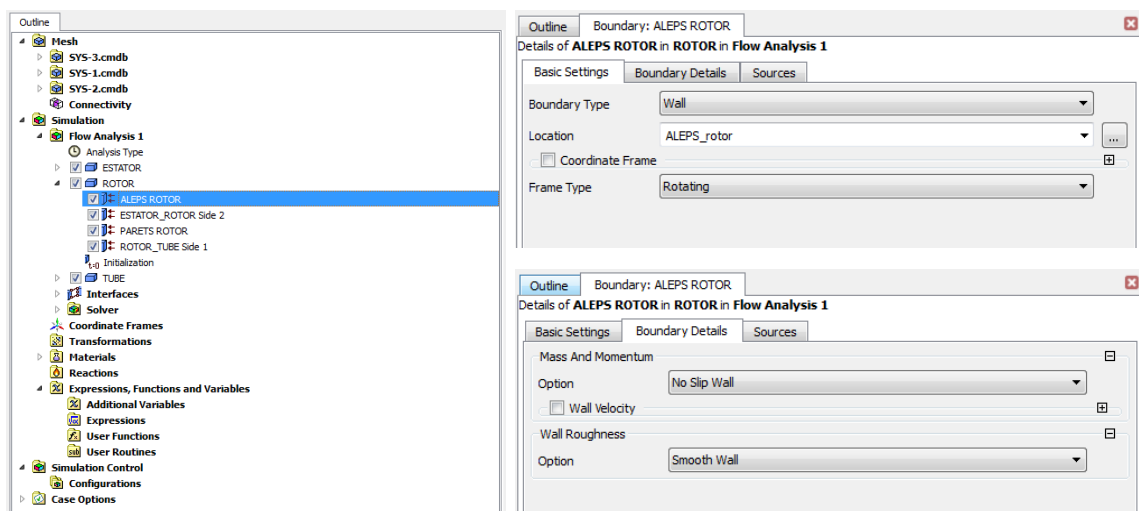 Outline
Mesh
SYS-3.cmdb
SYS-1.cmdb
SYS-2.cmdb
Connectivity
Simulation
Flow Analysis 1
Analysis Type
ESTATOR
ROTOR
ALEPS ROTOR
ESTATOR_ROTOR Side 2
PARETS ROTOR
ROTOR_TUBE Side 1
t=0 Initialization
TUBE
Interfaces
Solver
Coordinate Frames
Transformations
Materials
Reactions
Expressions, Functions and Variables
Additional Variables
Expressions
User Functions
User Routines
Simulation Control
Configurations
Case Options
Outline Boundary: ALEPS ROTOR
Details of ALEPS ROTOR in ROTOR in Flow Analysis 1
Basic Settings Boundary Details Sources
Boundary Type Wall
Location ALEPS_rotor ...
Coordinate Frame
Frame Type Rotating
Outline Boundary: ALEPS ROTOR
Details of ALEPS ROTOR in ROTOR in Flow Analysis 1
Basic Settings Boundary Details Sources
Mass And Momentum
Option No Slip Wall
Wall Velocity
Wall Roughness
Option Smooth Wall